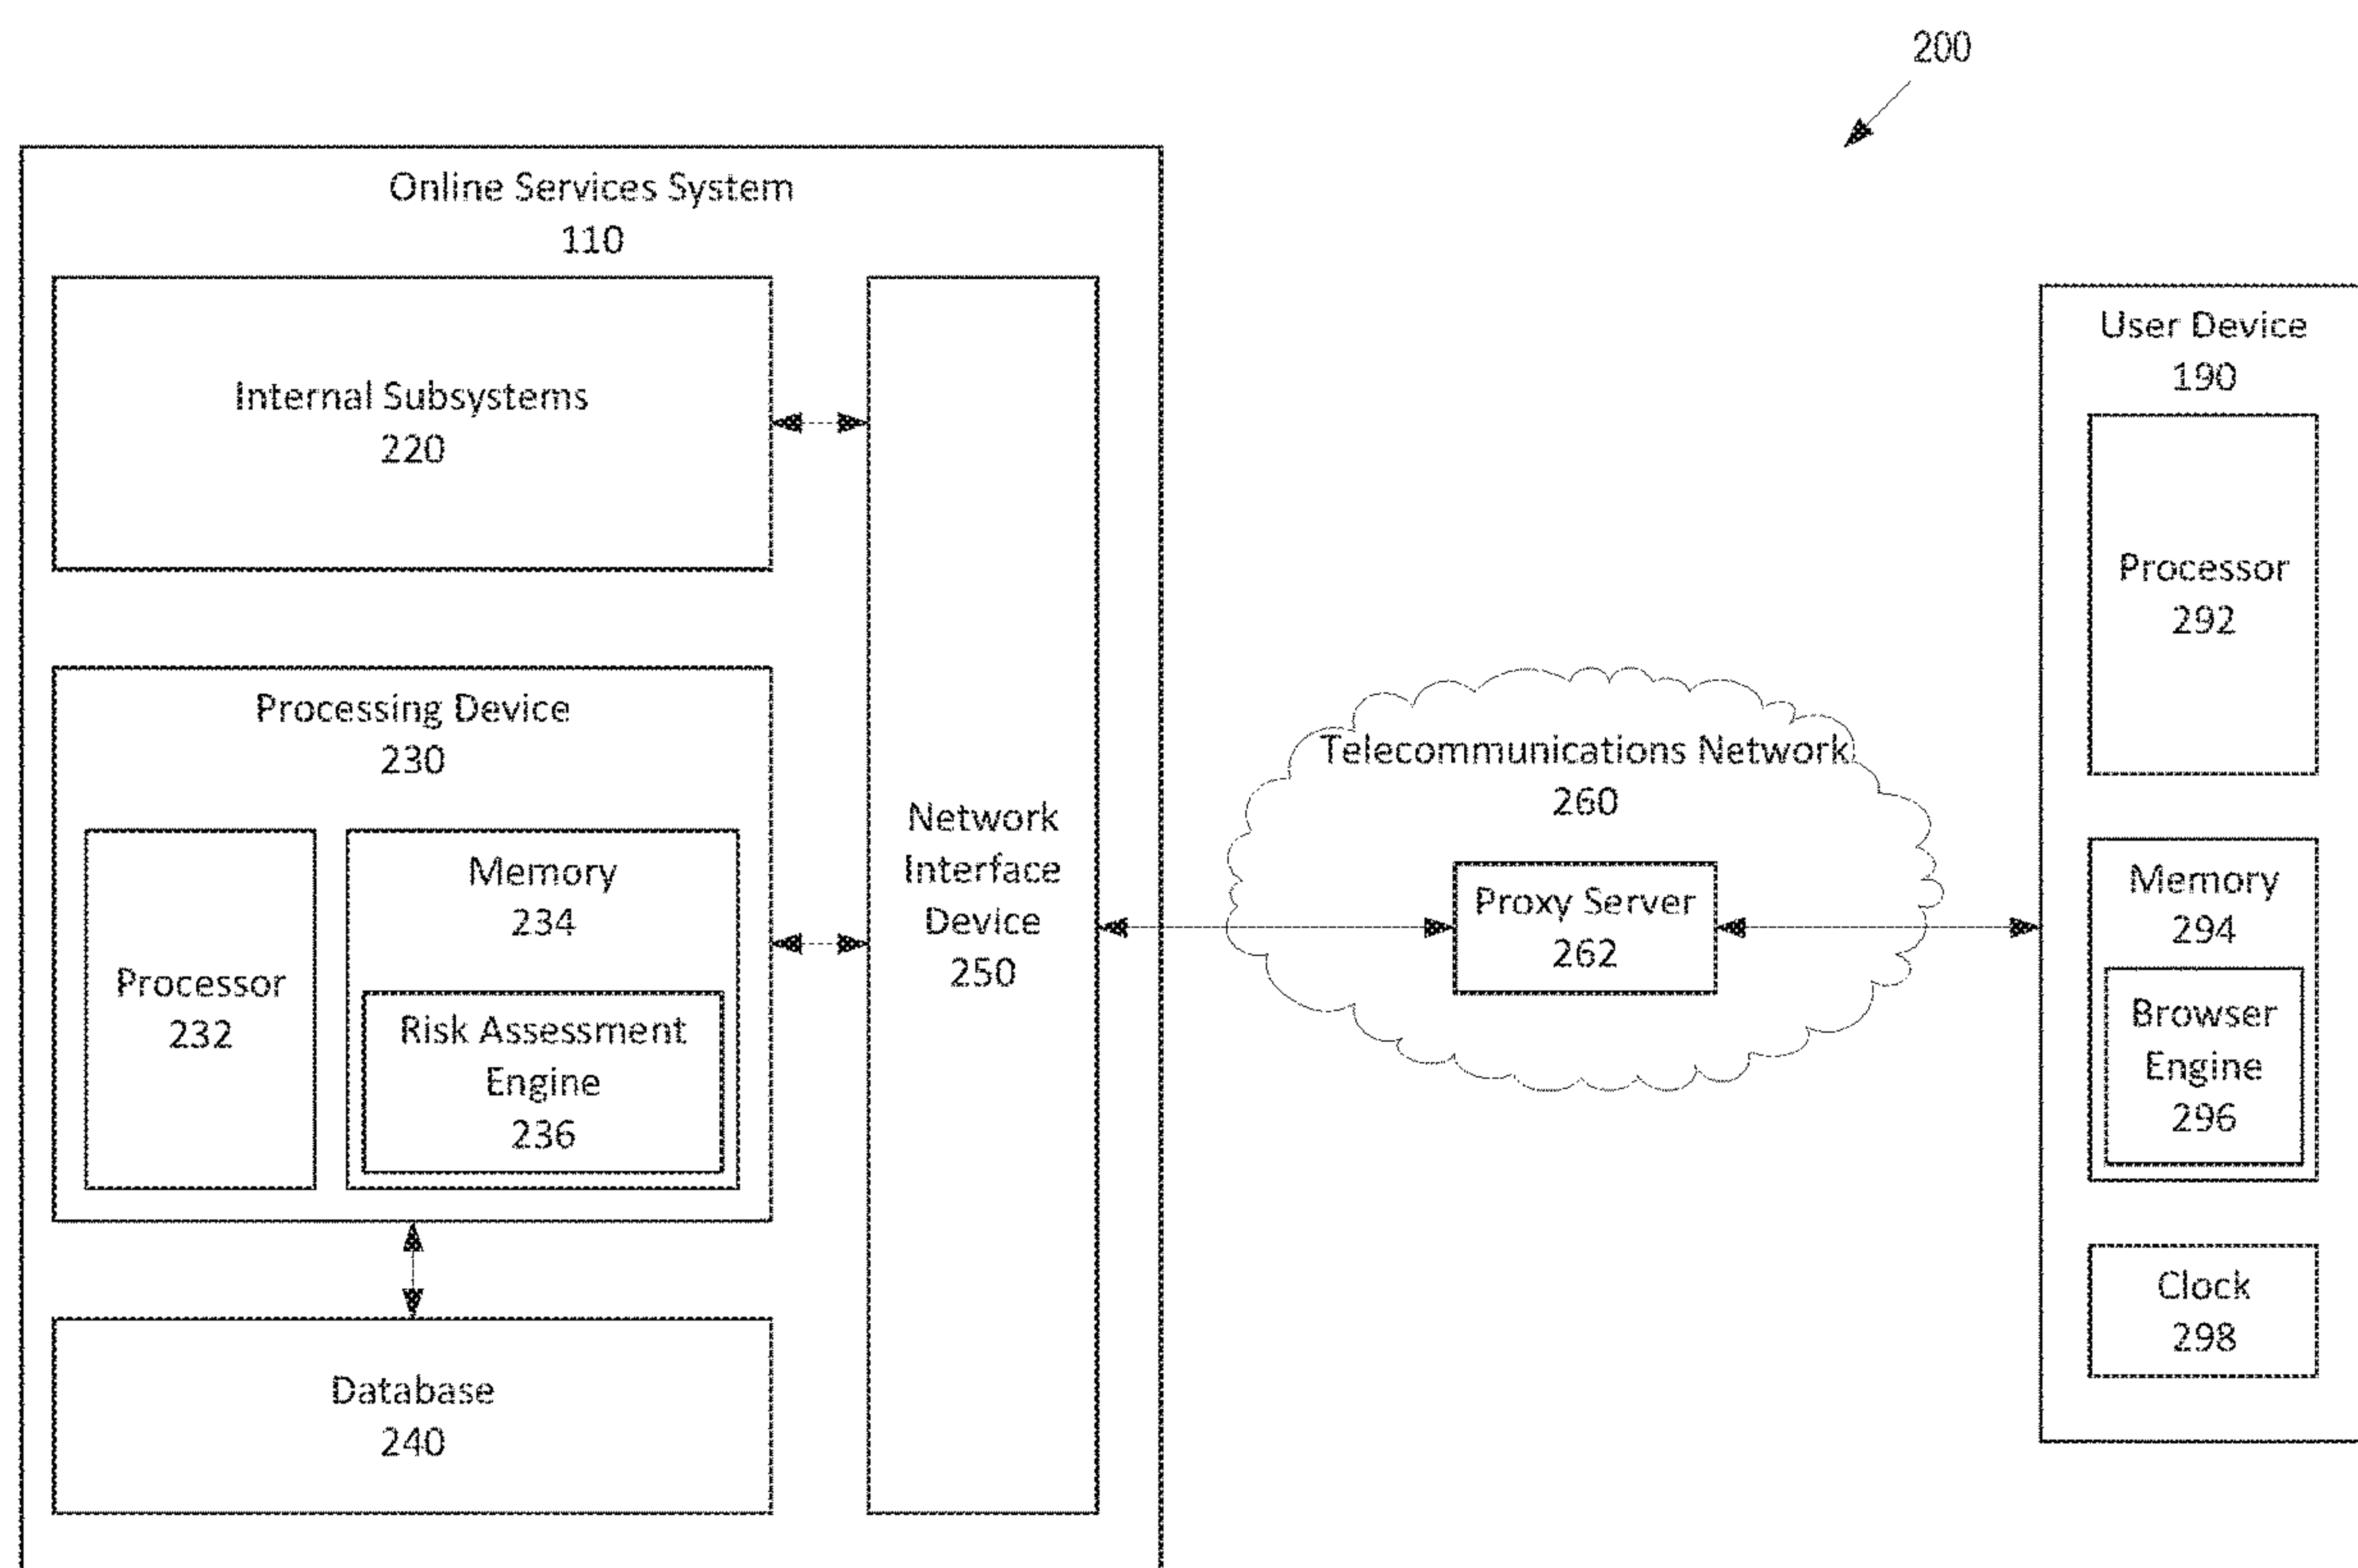 200
Online Services System
110
Internal Subsystems
220
Processing Device
230
Processor
232
Memory
234
Risk Assessment
Engine
236
Database
240
Network
Interface
Device
250
Telecommunications Network
260
Proxy Server
262
User Device
190
Processor
292
Memory
294
Browser
Engine
296
Clock
298